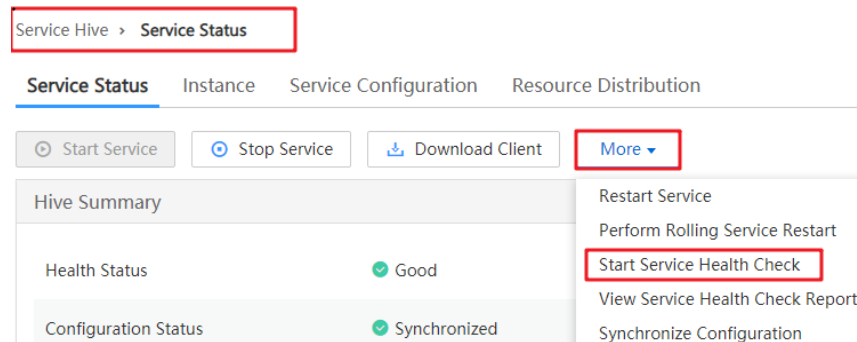 Service Hive > Service Status
Service Status Instance Service Configuration Resource Distribution
Start Service Stop Service Download Client More
Hive Summary
Restart Service
Perform Rolling Service Restart
Health Status Good
Start Service Health Check
View Service Health Check Report
Configuration Status Synchronized
Synchronize Configuration